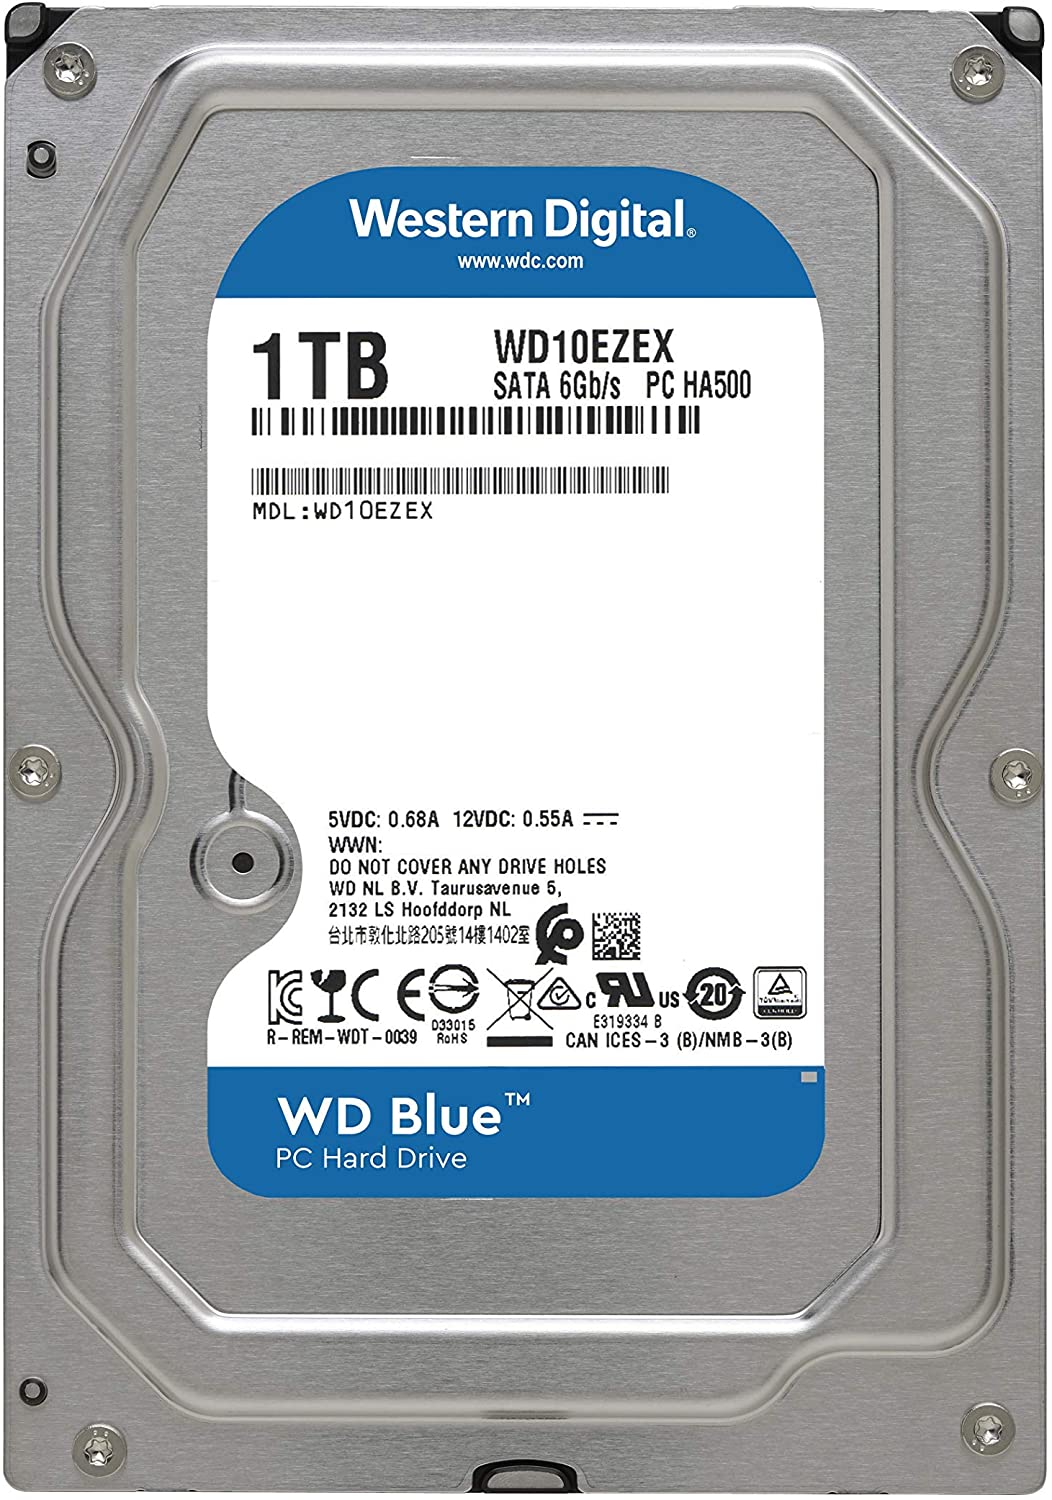 Western Digital®
www.wdc.com
1TB
WD10EZEX
SATA 6Gb/s PC HA500
MDL:WD10EZEX
5VDC: 0.68A 12VDC: 0.55A
WWN:
DO NOT COVER ANY DRIVE HOLES
WD NL B.V. Taurusavenue 5,
2132 LS Hoofddorp NL
台北市敦化北路205號14樓1402室
R-REM-WDT-0039
D33015
RoHS
20
E319334 B
c US
CAN ICES-3 (B)/NMB-3(B)
WD Blue™
PC Hard Drive